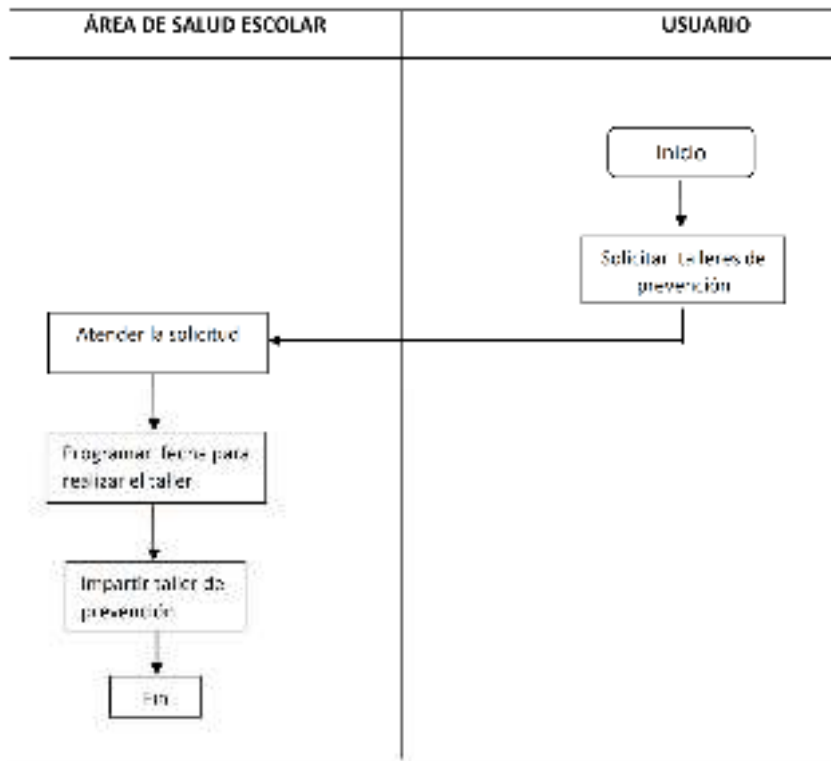 ÁREA DE SALUD ESCOLAR
USUARIO
Inicio
Solicitar talleres de
prevención
Atender la solicitud
Programar fecha para
realizar el taller
Impartir taller de
prevención
Fin